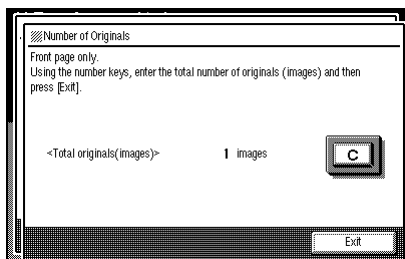 Number of Originals
Front page only.
Using the number keys, enter the total number of originals (images) and then
press [Exit].
<Total originals(images)> 1 images
C
Exit